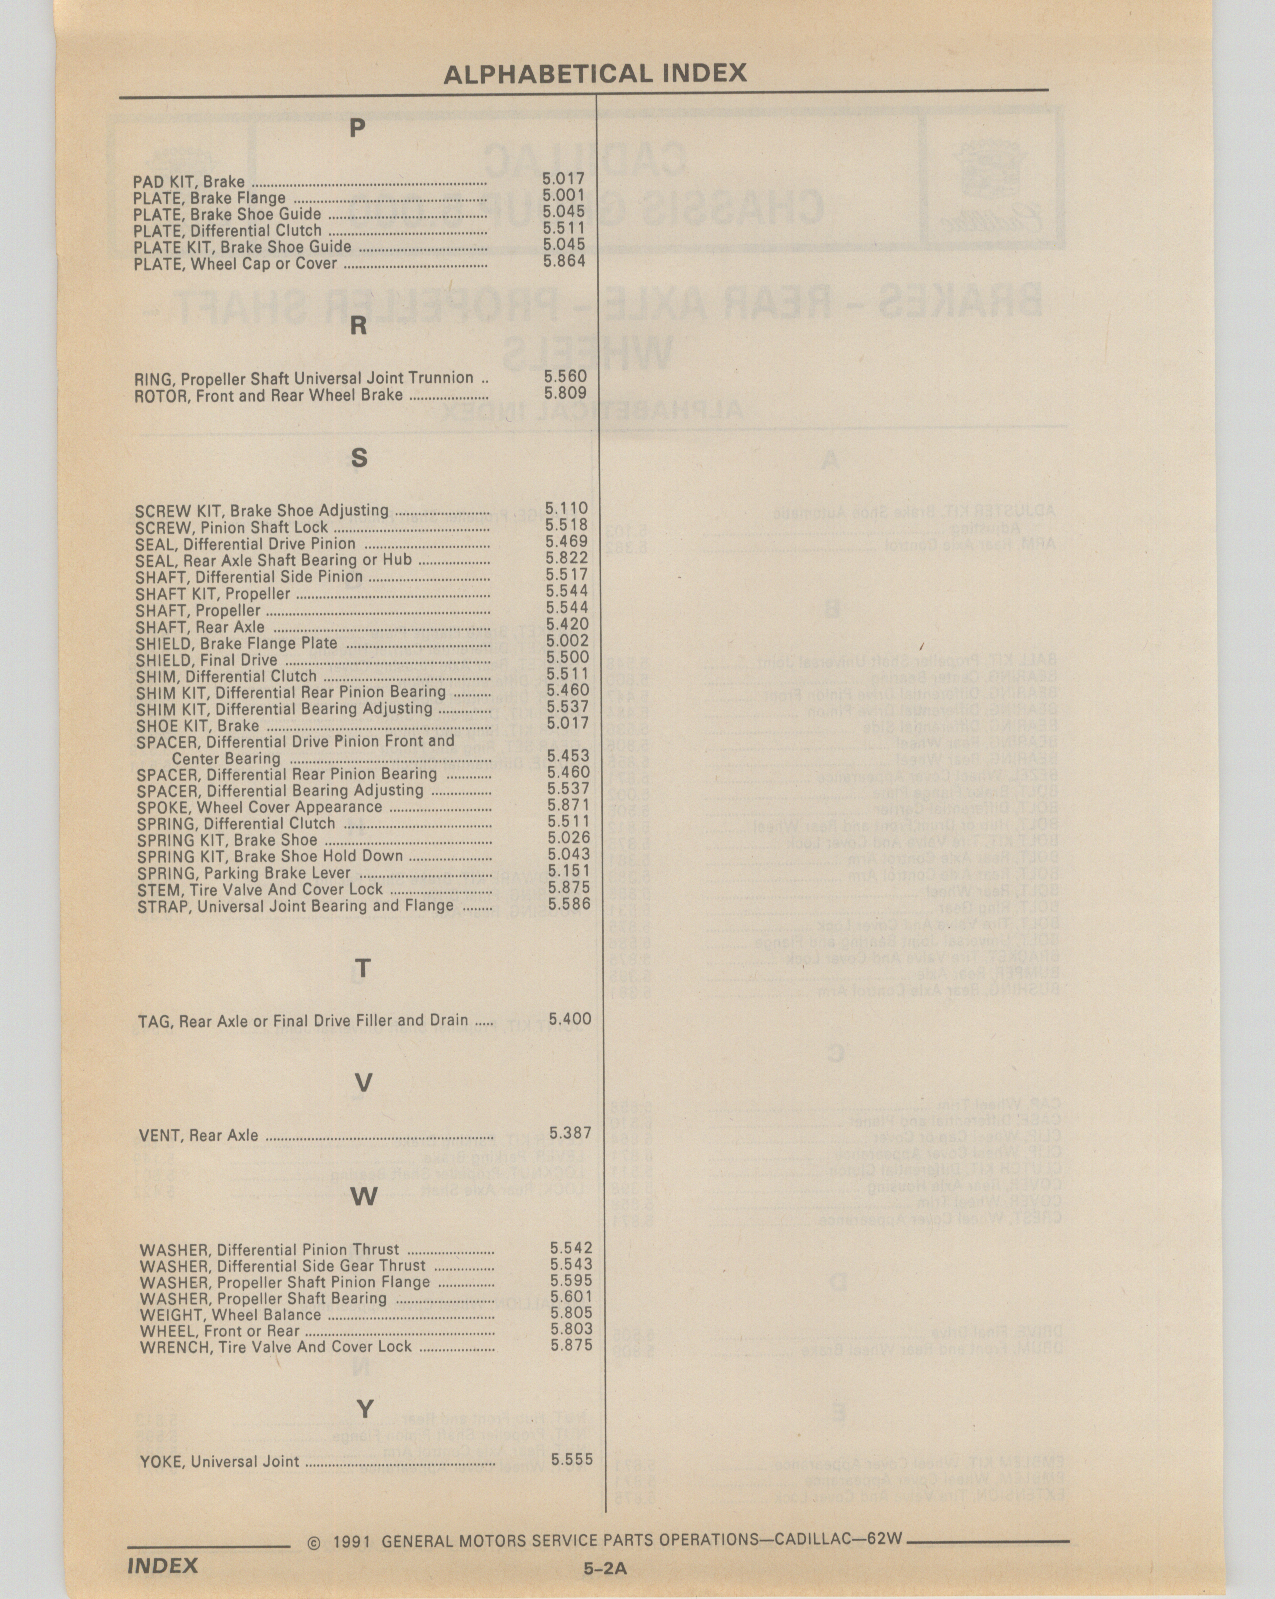 ALPHABETICAL INDEX
P
PAD KIT, Brake ........ 5.017
PLATE, Brake Flange ........ 5.001
PLATE, Brake Shoe Guide ........ 5.045
PLATE, Differential Clutch ........ 5.511
PLATE KIT, Brake Shoe Guide ........ 5.045
PLATE, Wheel Cap or Cover ........ 5.864
R
RING, Propeller Shaft Universal Joint Trunnion .. 5.560
ROTOR, Front and Rear Wheel Brake ........ 5.809
S
SCREW KIT, Brake Shoe Adjusting ........ 5.110
SCREW, Pinion Shaft Lock ........ 5.518
SEAL, Differential Drive Pinion ........ 5.469
SEAL, Rear Axle Shaft Bearing or Hub ........ 5.822
SHAFT, Differential Side Pinion ........ 5.517
SHAFT KIT, Propeller ........ 5.544
SHAFT, Propeller ........ 5.544
SHAFT, Rear Axle ........ 5.420
SHIELD, Brake Flange Plate ........ 5.002
SHIELD, Final Drive ........ 5.500
SHIM, Differential Clutch ........ 5.511
SHIM KIT, Differential Rear Pinion Bearing ........ 5.460
SHIM KIT, Differential Bearing Adjusting ........ 5.537
SHOE KIT, Brake ........ 5.017
SPACER, Differential Drive Pinion Front and
Center Bearing ........ 5.453
SPACER, Differential Rear Pinion Bearing ........ 5.460
SPACER, Differential Bearing Adjusting ........ 5.537
SPOKE, Wheel Cover Appearance ........ 5.871
SPRING, Differential Clutch ........ 5.511
SPRING KIT, Brake Shoe ........ 5.026
SPRING KIT, Brake Shoe Hold Down ........ 5.043
SPRING, Parking Brake Lever ........ 5.151
STEM, Tire Valve And Cover Lock ........ 5.875
STRAP, Universal Joint Bearing and Flange ........ 5.586
T
TAG, Rear Axle or Final Drive Filler and Drain ..... 5.400
V
VENT, Rear Axle ........ 5.387
W
WASHER, Differential Pinion Thrust ........ 5.542
WASHER, Differential Side Gear Thrust ........ 5.543
WASHER, Propeller Shaft Pinion Flange ........ 5.595
WASHER, Propeller Shaft Bearing ........ 5.601
WEIGHT, Wheel Balance ........ 5.805
WHEEL, Front or Rear ........ 5.803
WRENCH, Tire Valve And Cover Lock ........ 5.875
Y
YOKE, Universal Joint ........ 5.555
© 1991 GENERAL MOTORS SERVICE PARTS OPERATIONS—CADILLAC—62W
INDEX
5-2A